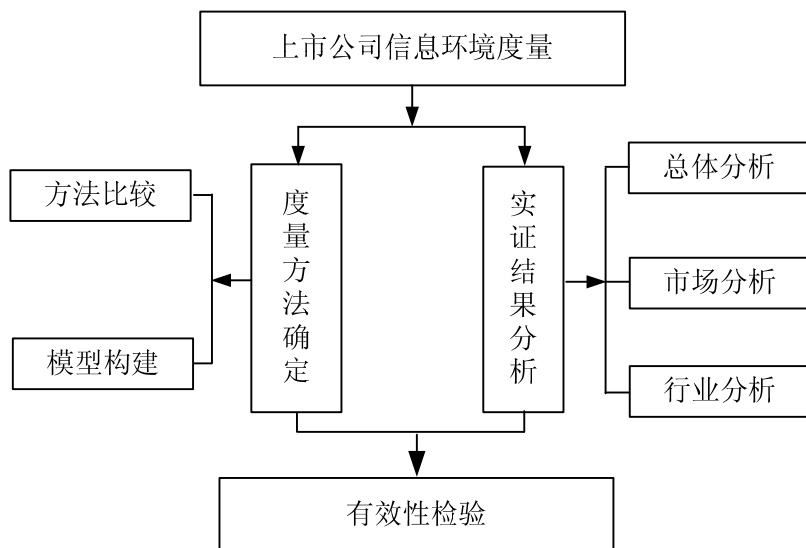 上市公司信息环境度量
方法比较
模型构建
度量方法确定
实证结果分析
总体分析
市场分析
行业分析
有效性检验